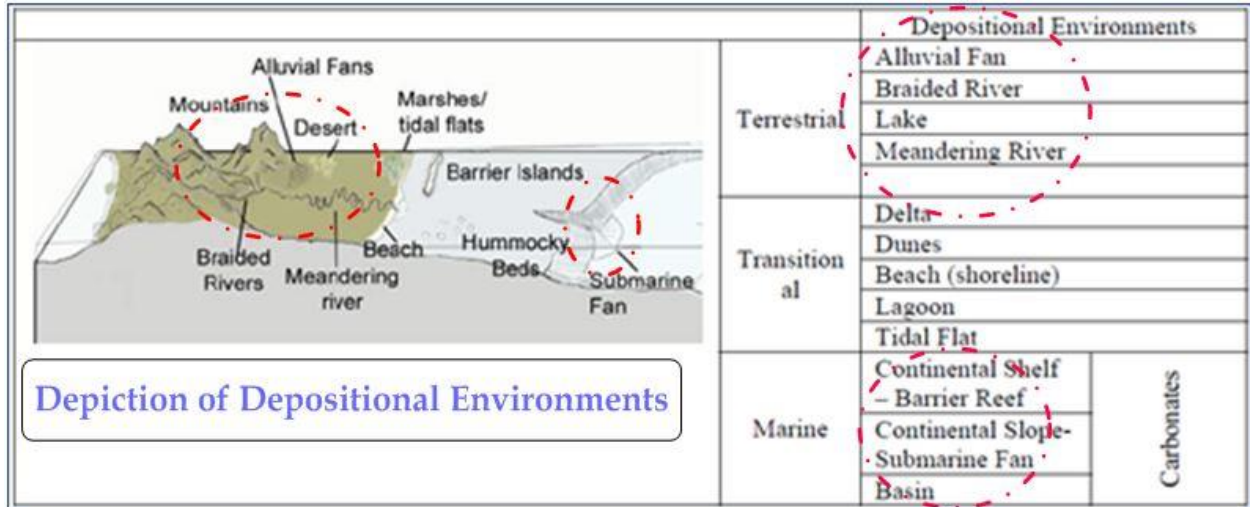 Depositional Environments
Alluvial Fans
Mountains
Desert
Marshes/
tidal flats
Barrier Islands
Braided
Rivers
Meandering
river
Beach
Hummocky
Beds
Submarine
Fan
Depiction of Depositional Environments
Terrestrial
Alluvial Fan
Braided River
Lake
Meandering River
Transition
al
Delta
Dunes
Beach (shoreline)
Lagoon
Tidal Flat
Marine
Continental Shelf
– Barrier Reef
Continental Slope-
Submarine Fan
Basin
Carbonates